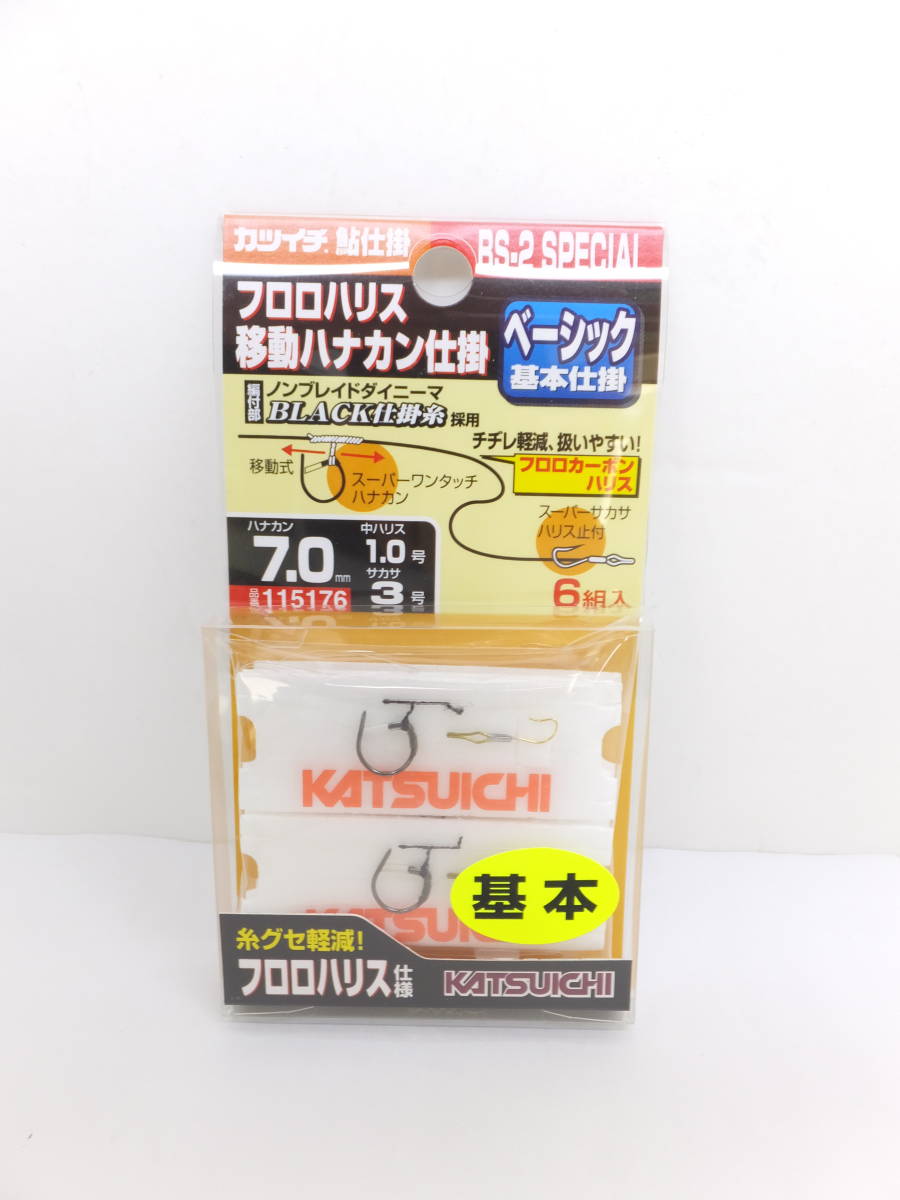 カツイチ 鮎仕掛
BS-2 SPECIAL
フロロハリス
移動ハナカン仕掛
ベーシック
基本仕掛
編付部
ノンブレイドダイニーマ
BLACK仕掛糸 採用
チヂレ軽減、扱いやすい!
フロロカーボン
ハリス
移動式
スーパーワンタッチ
ハナカン
スーパーサカサ
ハリス止付
ハナカン
7.0mm
中ハリス
1.0号
サカサ
3号
品番 115176
6組入
KATSUICHI
KATSUICHI
基本
糸グセ軽減!
フロロハリス仕様
KATSUICHI